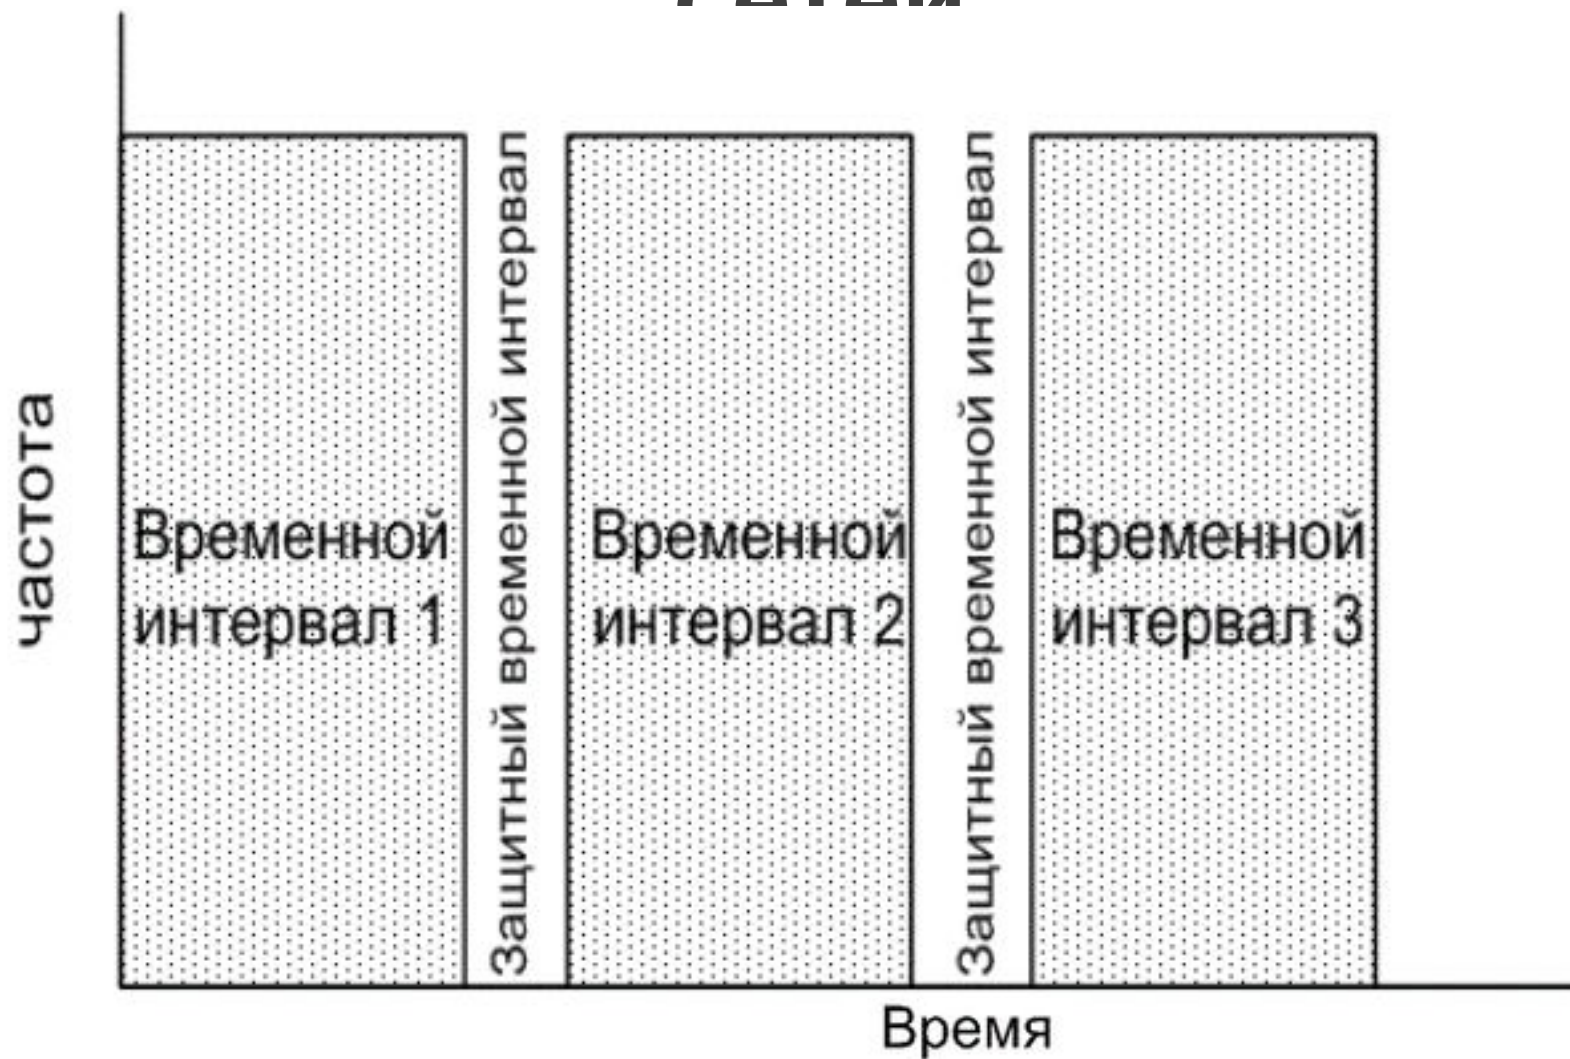 частота
Временной
интервал 1
Защитный временной интервал
Временной
интервал 2
Защитный временной интервал
Временной
интервал 3
Время